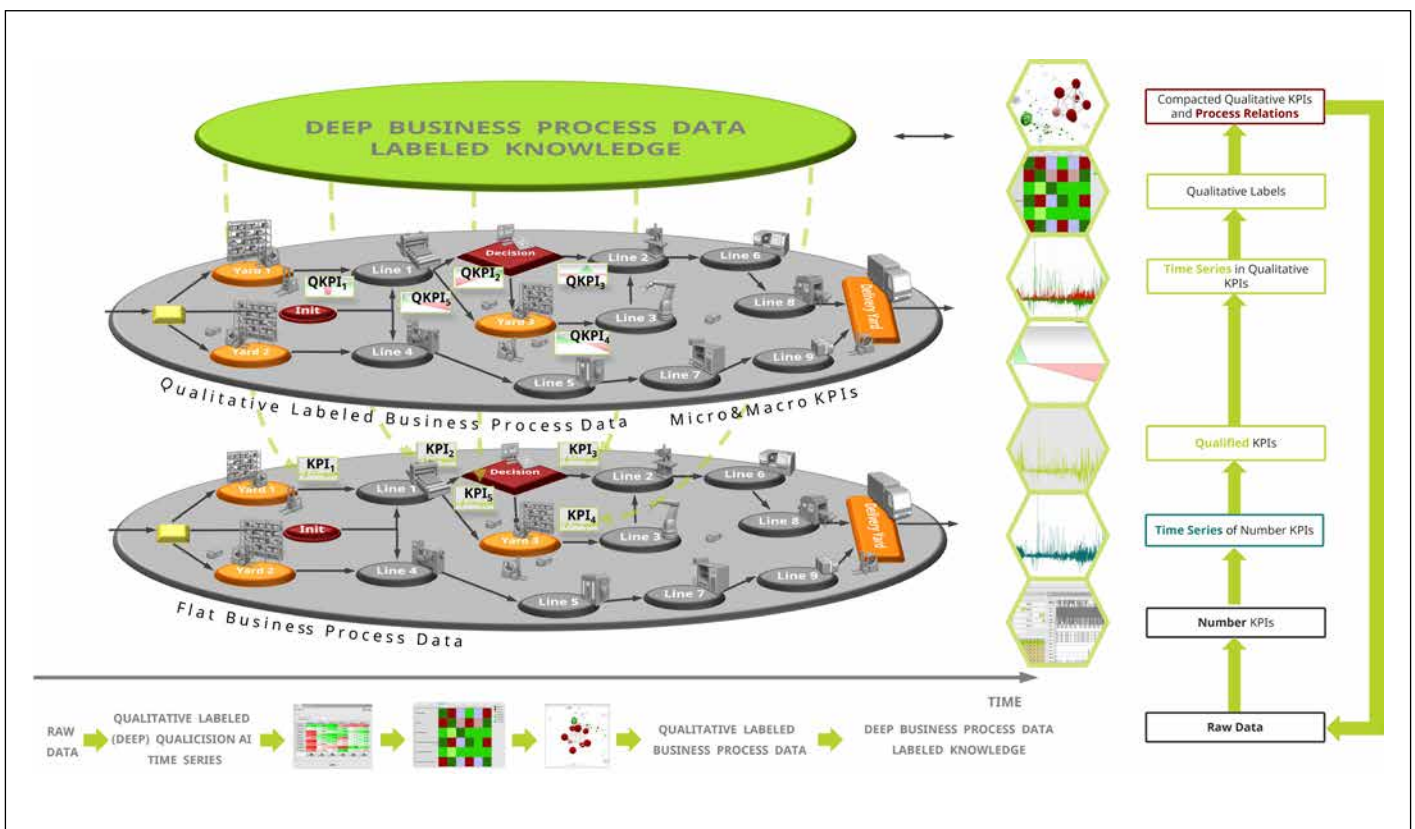 DEEP BUSINESS PROCESS DATA
LABELED KNOWLEDGE
Yard 1
QKPI1
Line 1
QKPI5
QKPI2
Decision
QKPI3
Line 2
Line 6
Init
Yard 3
QKPI4
Line 3
Line 8
Delivery Yard
Yard 2
Line 4
Line 5
Line 7
Line 9
Qualitative Labeled Business Process Data
Micro&Macro KPIs
KPI1
KPI2
KPI3
Yard 1
Line 1
Decision
KPI5
Line 2
Line 6
Init
KPI4
Yard 3
Line 3
Line 8
Delivery Yard
Yard 2
Line 4
Line 5
Line 7
Line 9
Flat Business Process Data
TIME
RAW
DATA
QUALITATIVE LABELED
(DEEP) QUALICISION AI
TIME SERIES
QUALITATIVE LABELED
BUSINESS PROCESS DATA
DEEP BUSINESS PROCESS DATA
LABELED KNOWLEDGE
Compacted Qualitative KPIs
and Process Relations
Qualitative Labels
Time Series in Qualitative
KPIs
Qualified KPIs
Time Series of Number KPIs
Number KPIs
Raw Data